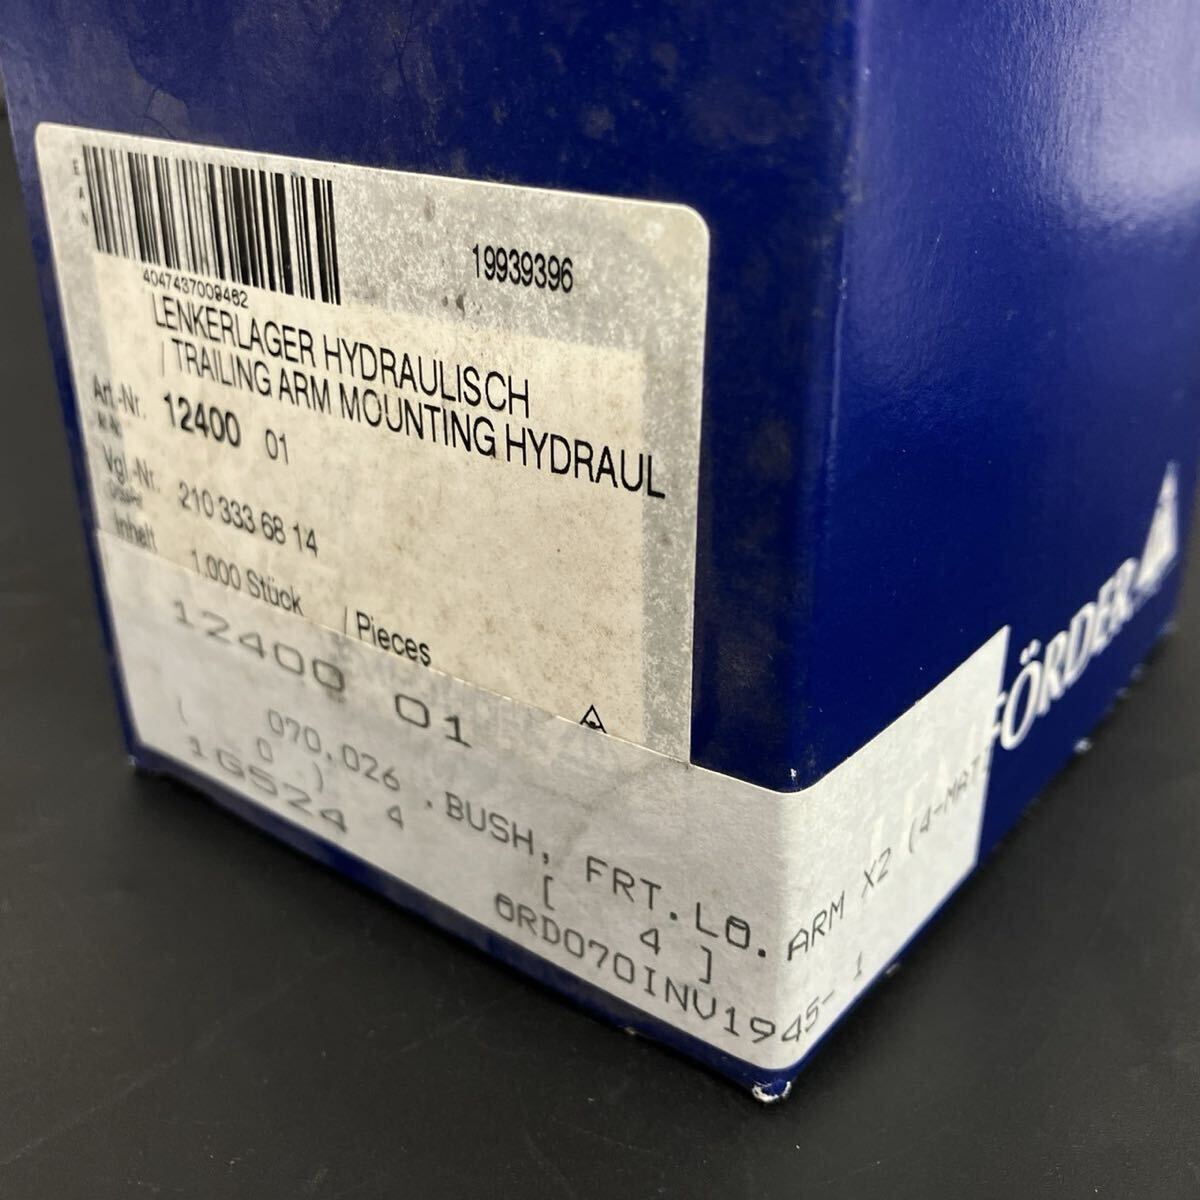 EAN
4047437009462
19939396
LENKERLAGER HYDRAULISCH
/ TRAILING ARM MOUNTING HYDRAUL
Art.-Nr. 12400 01
Vgl.-Nr. 210 333 68 14
Inhalt 1.000 Stück / Pieces
12400 01
070.026 .BUSH, FRT.LO. ARM X2 (4-MAT
( 0 ) 4 [ 4 ]
1G524 ORD070INV1945- 1
FÖRDER